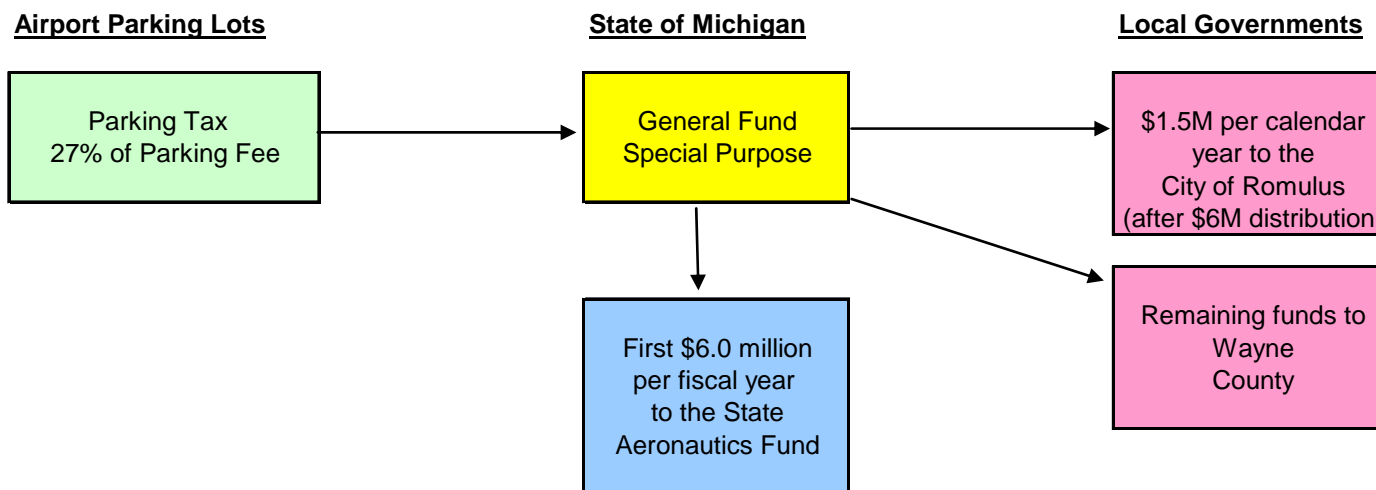 Airport Parking Lots
State of Michigan
Local Governments
Parking Tax
27% of Parking Fee
General Fund
Special Purpose
$1.5M per calendar
year to the
City of Romulus
(after $6M distribution
First $6.0 million
per fiscal year
to the State
Aeronautics Fund
Remaining funds to
Wayne
County